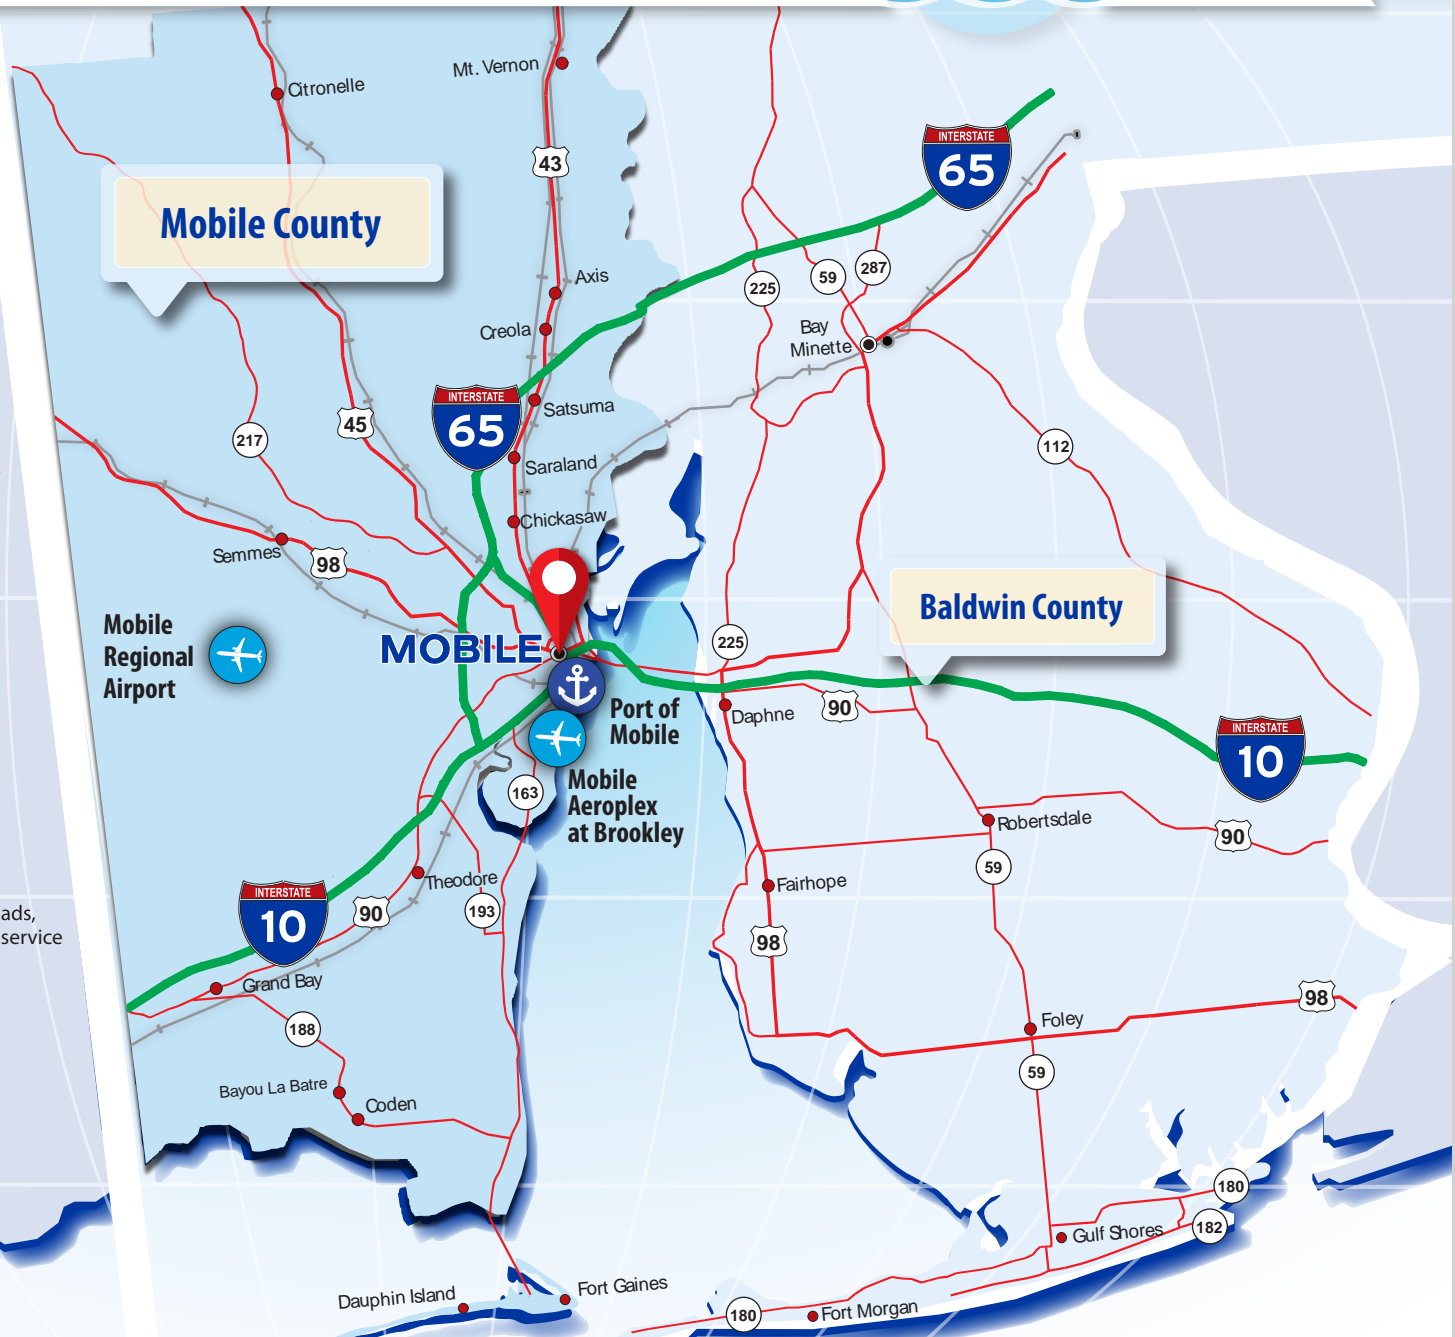 Mt. Vernon
Citronelle
INTERSTATE
65
43
Mobile County
Axis
225
59
287
Creola
Bay
Minette
INTERSTATE
65
Satsuma
45
217
112
Saraland
Chickasaw
Semmes
98
Baldwin County
Mobile
Regional
Airport
MOBILE
225
Port of
Mobile
Daphne
90
INTERSTATE
10
Mobile
Aeroplex
at Brookley
163
Robertsdale
90
59
Theodore
Fairhope
INTERSTATE
10
90
193
ads,
service
98
Grand Bay
98
188
Foley
59
Bayou La Batre
Coden
180
182
Gulf Shores
Dauphin Island
Fort Gaines
180
Fort Morgan